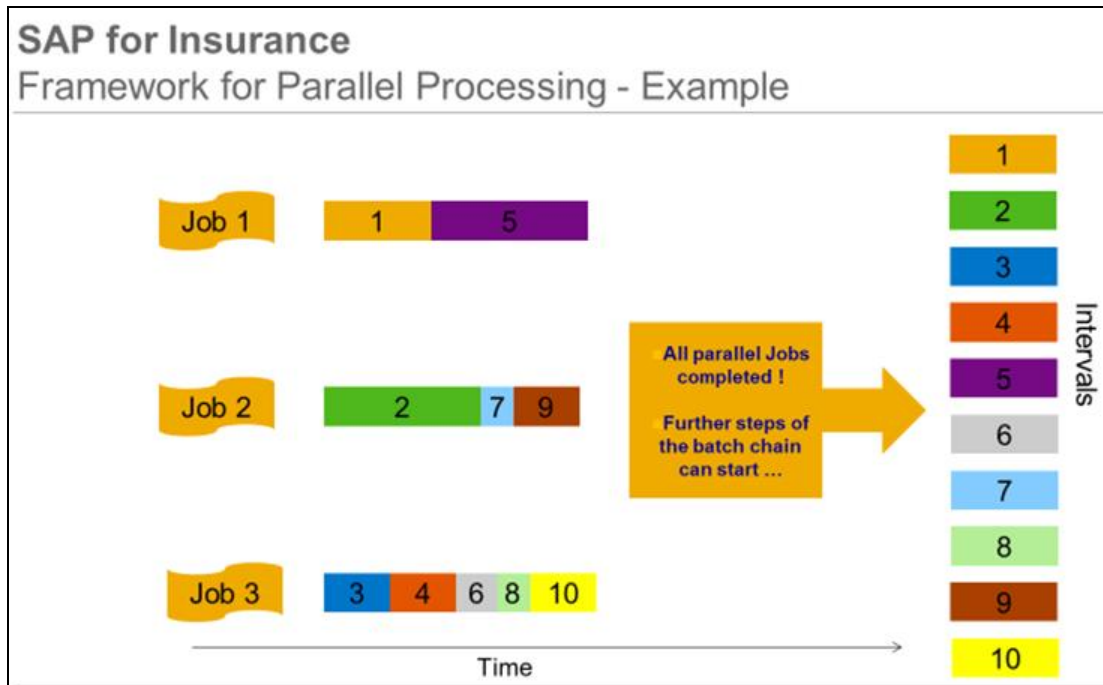 SAP for Insurance
Framework for Parallel Processing - Example
Job 1
1
5
Job 2
2
7
9
Job 3
3
4
6
8
10
Time
All parallel Jobs
completed !
Further steps of
the batch chain
can start ...
1
2
3
4
5
6
7
8
9
10
Intervals